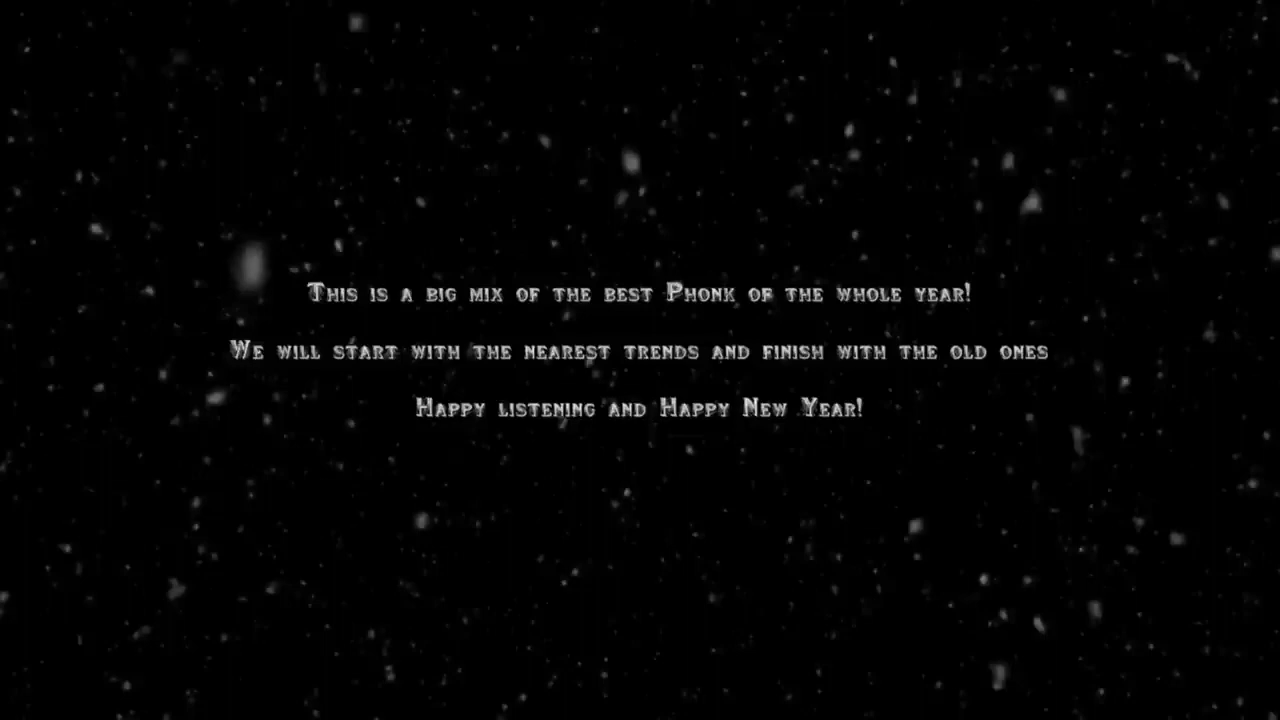 This is a big mix of the best Phonk of the whole year!
We will start with the nearest trends and finish with the old ones
Happy listening and Happy New Year!